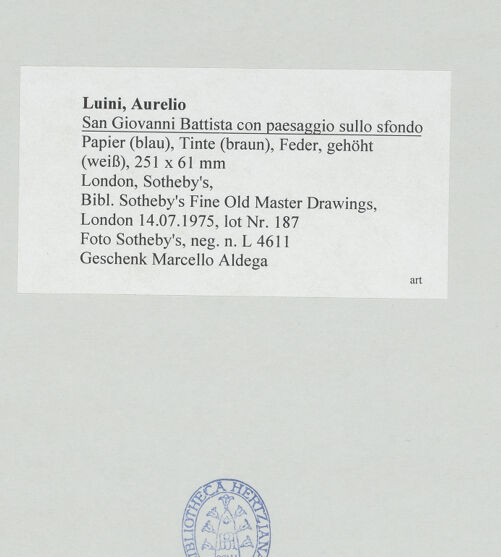 Luini, Aurelio
San Giovanni Battista con paesaggio sullo sfondo
Papier (blau), Tinte (braun), Feder, gehöht
(weiß), 251 x 61 mm
London, Sotheby's,
Bibl. Sotheby's Fine Old Master Drawings,
London 14.07.1975, lot Nr. 187
Foto Sotheby's, neg. n. L 4611
Geschenk Marcello Aldega
art
BIBLIOTHECA HERTZIANA